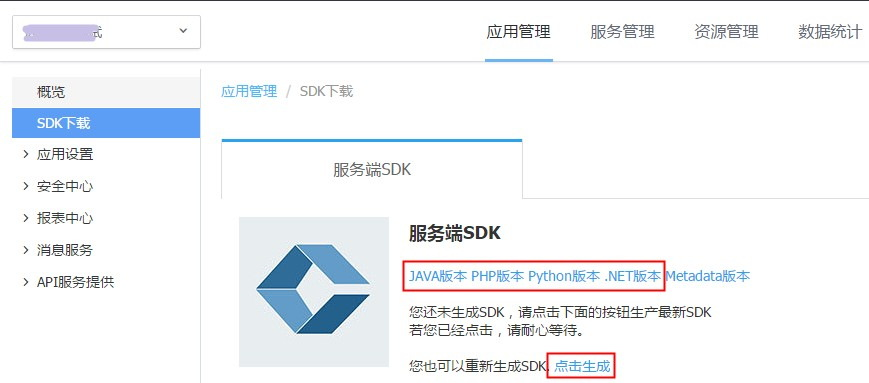 式
应用管理 服务管理 资源管理 数据统计
概览
SDK下载
应用设置
安全中心
报表中心
消息服务
API服务提供
应用管理 / SDK下载
服务端SDK
服务端SDK
JAVA版本 PHP版本 Python版本 .NET版本 Metadata版本
您还未生成SDK，请点击下面的按钮生产最新SDK
若您已经点击，请耐心等待。
您也可以重新生成SDK. 点击生成